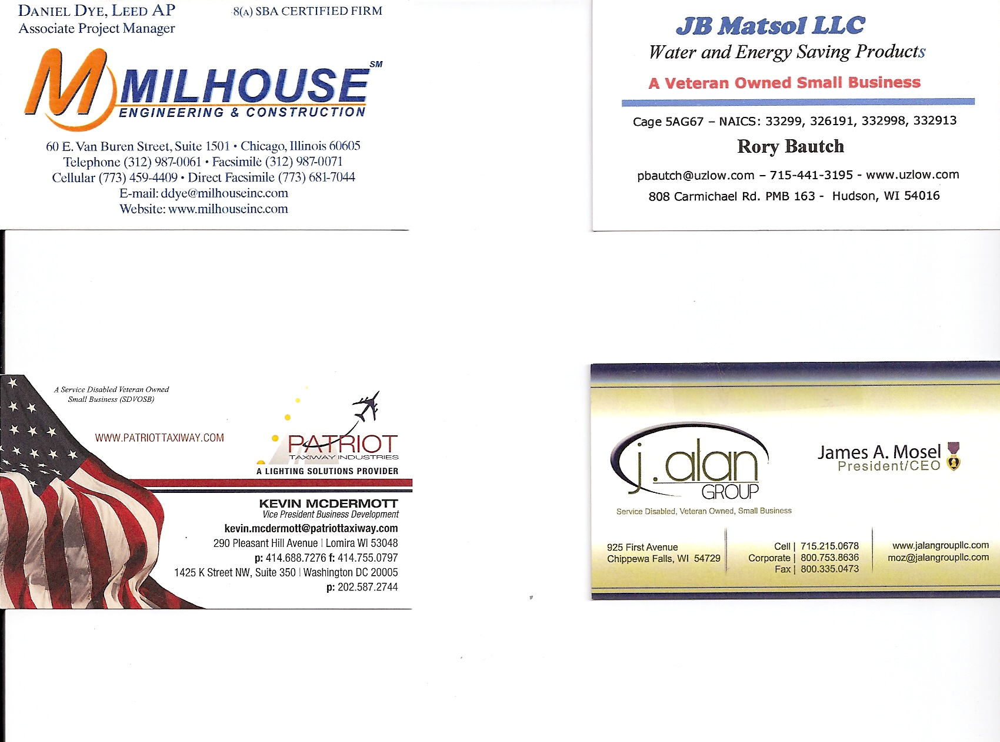 DANIEL DYE, LEED AP
8(A) SBA CERTIFIED FIRM
Associate Project Manager
M MILHOUSE SM
ENGINEERING & CONSTRUCTION
60 E. Van Buren Street, Suite 1501 • Chicago, Illinois 60605
Telephone (312) 987-0061 • Facsimile (312) 987-0071
Cellular (773) 459-4409 • Direct Facsimile (773) 681-7044
E-mail: ddye@milhouseinc.com
Website: www.milhouseinc.com
JB Matsol LLC
Water and Energy Saving Products
A Veteran Owned Small Business
Cage 5AG67 – NAICS: 33299, 326191, 332998, 332913
Rory Bautch
pbautch@uzlow.com – 715-441-3195 - www.uzlow.com
808 Carmichael Rd. PMB 163 - Hudson, WI 54016
A Service Disabled Veteran Owned
Small Business (SDVOSB)
WWW.PATRIOTTAXIWAY.COM
PATRIOT
TAXIWAY INDUSTRIES
A LIGHTING SOLUTIONS PROVIDER
KEVIN MCDERMOTT
Vice President Business Development
kevin.mcdermott@patriottaxiway.com
290 Pleasant Hill Avenue | Lomira WI 53048
p: 414.688.7276 f: 414.755.0797
1425 K Street NW, Suite 350 | Washington DC 20005
p: 202.587.2744
j.alan
GROUP
Service Disabled, Veteran Owned, Small Business
James A. Mosel
President/CEO
925 First Avenue
Chippewa Falls, WI 54729
Cell | 715.215.0678
Corporate | 800.753.8636
Fax | 800.335.0473
www.jalangroupllc.com
moz@jalangroupllc.com